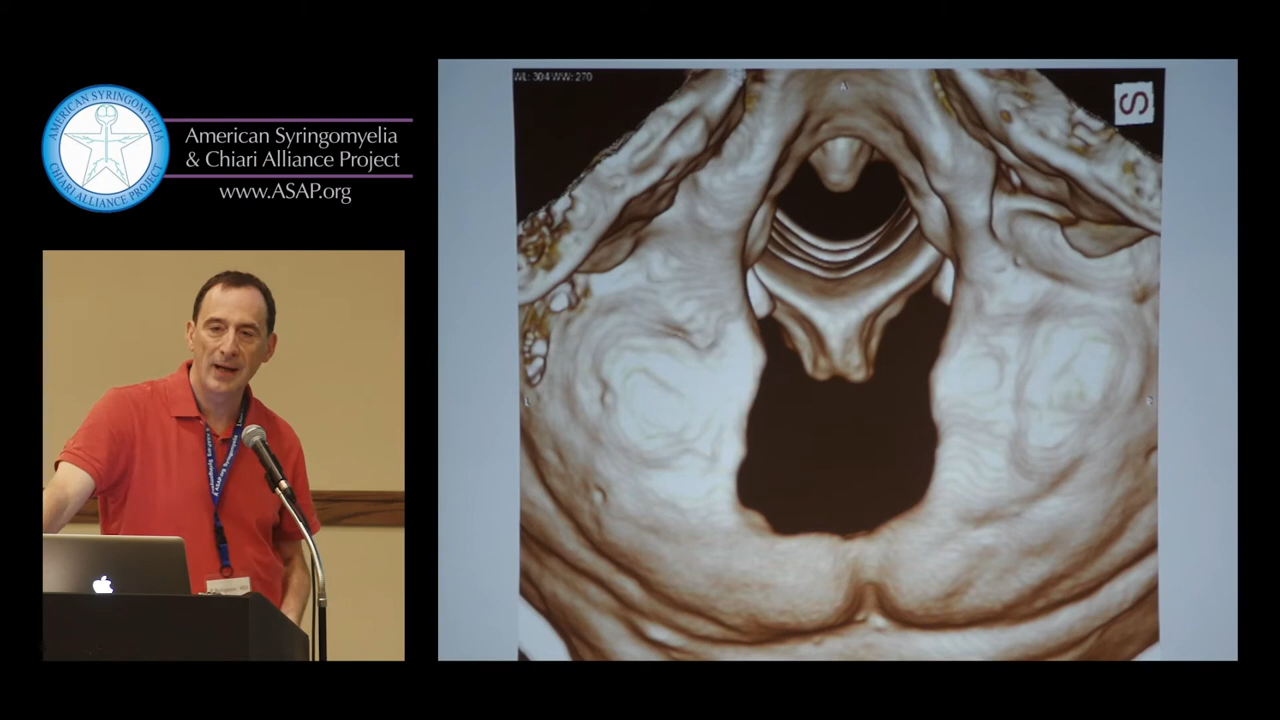 AMERICAN SYRINGOMYELIA
CHIARI ALLIANCE PROJECT
American Syringomyelia
& Chiari Alliance Project
www.ASAP.org
WL: 304 WW: 270
A
S